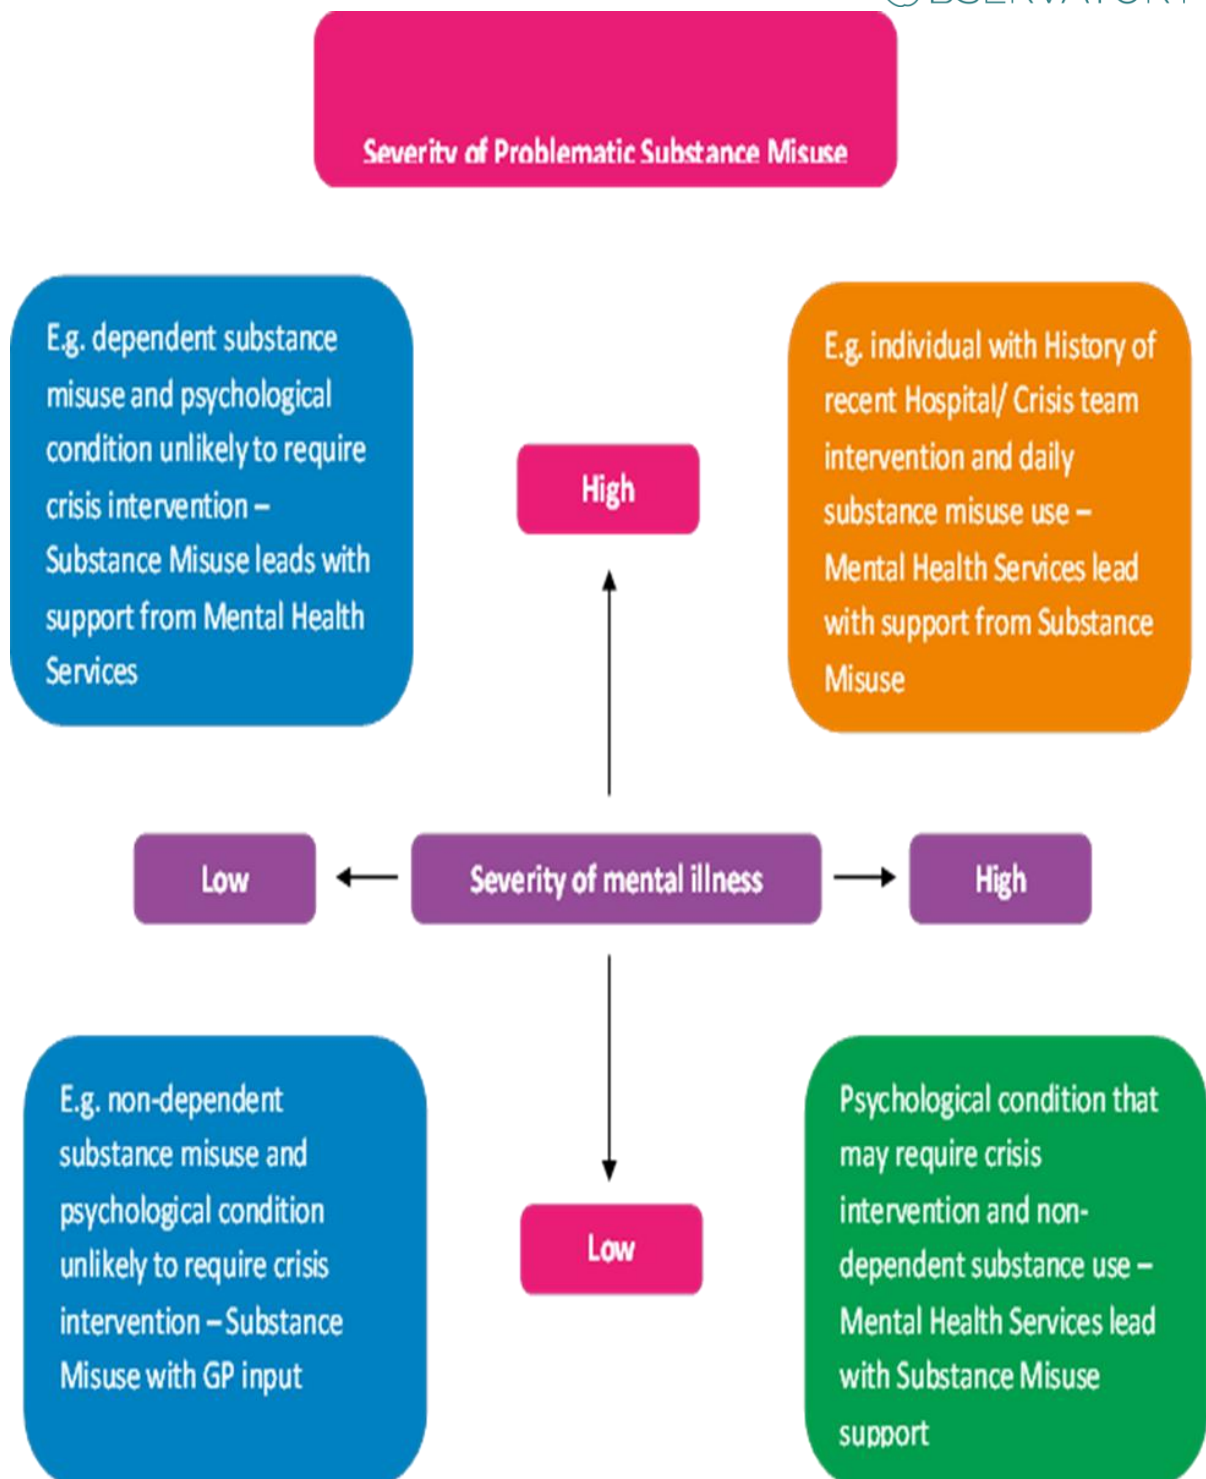 Severity of Problematic Substance Misuse
E.g. dependent substance
misuse and psychological
condition unlikely to require
crisis intervention –
Substance Misuse leads with
support from Mental Health
Services
E.g. individual with History of
recent Hospital/ Crisis team
intervention and daily
substance misuse use –
Mental Health Services lead
with support from Substance
Misuse
High
Low
Severity of mental illness
High
E.g. non-dependent
substance misuse and
psychological condition
unlikely to require crisis
intervention – Substance
Misuse with GP input
Low
Psychological condition that
may require crisis
intervention and non-
dependent substance use –
Mental Health Services lead
with Substance Misuse
support